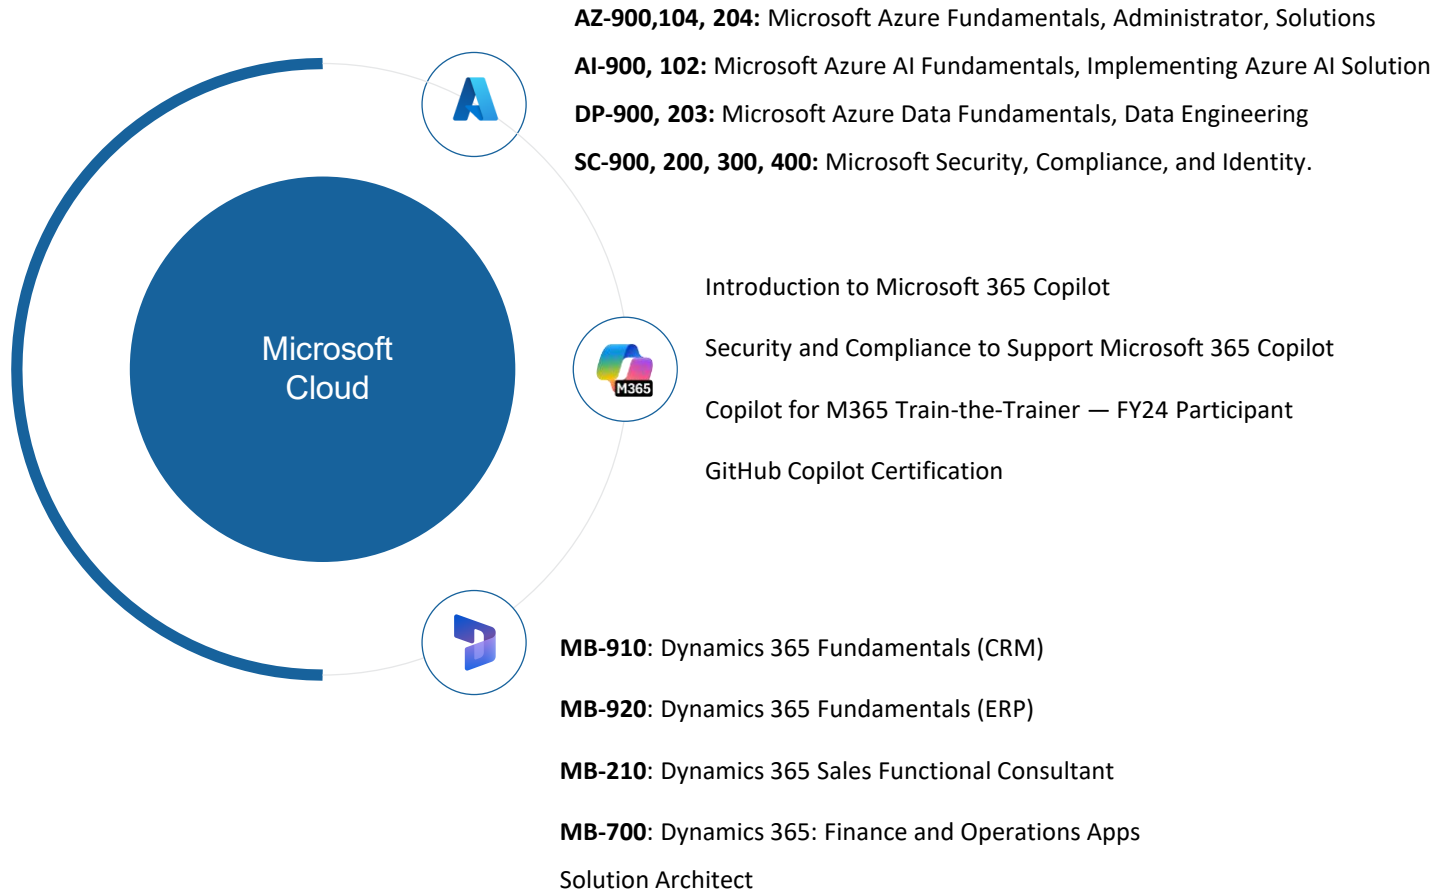 AZ-900,104, 204: Microsoft Azure Fundamentals, Administrator, Solutions
AI-900, 102: Microsoft Azure AI Fundamentals, Implementing Azure AI Solution
DP-900, 203: Microsoft Azure Data Fundamentals, Data Engineering
SC-900, 200, 300, 400: Microsoft Security, Compliance, and Identity.
Microsoft
Cloud
M365
Introduction to Microsoft 365 Copilot
Security and Compliance to Support Microsoft 365 Copilot
Copilot for M365 Train-the-Trainer — FY24 Participant
GitHub Copilot Certification
MB-910: Dynamics 365 Fundamentals (CRM)
MB-920: Dynamics 365 Fundamentals (ERP)
MB-210: Dynamics 365 Sales Functional Consultant
MB-700: Dynamics 365: Finance and Operations Apps
Solution Architect